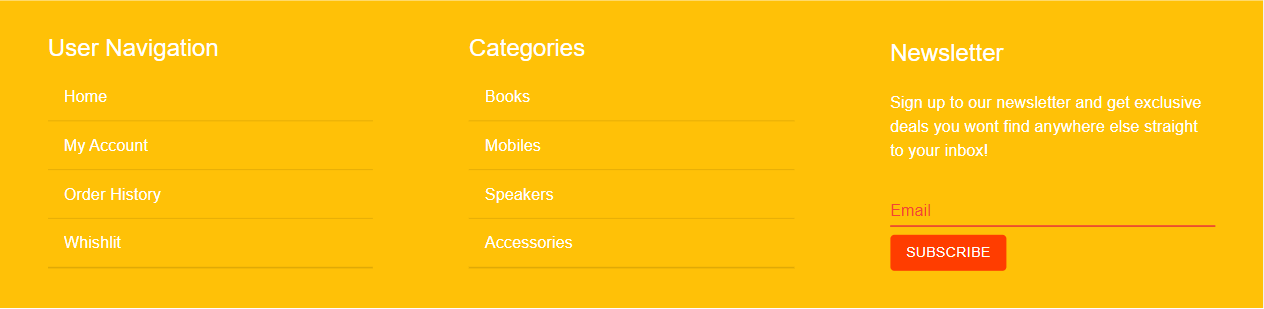 User Navigation
Home
My Account
Order History
Whishlit
Categories
Books
Mobiles
Speakers
Accessories
Newsletter
Sign up to our newsletter and get exclusive
deals you wont find anywhere else straight
to your inbox!
Email
SUBSCRIBE